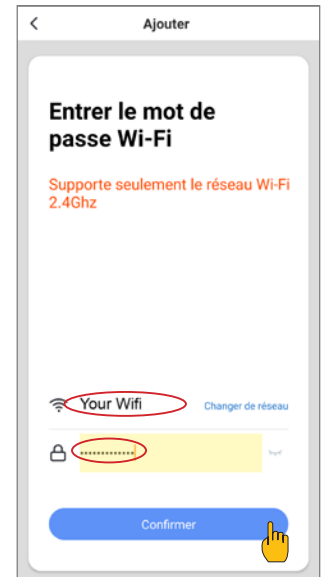 Ajouter
Entrer le mot de
passe Wi-Fi
Supporte seulement le réseau Wi-Fi
2.4Ghz
Your Wifi Changer de réseau
.............
Confirmer